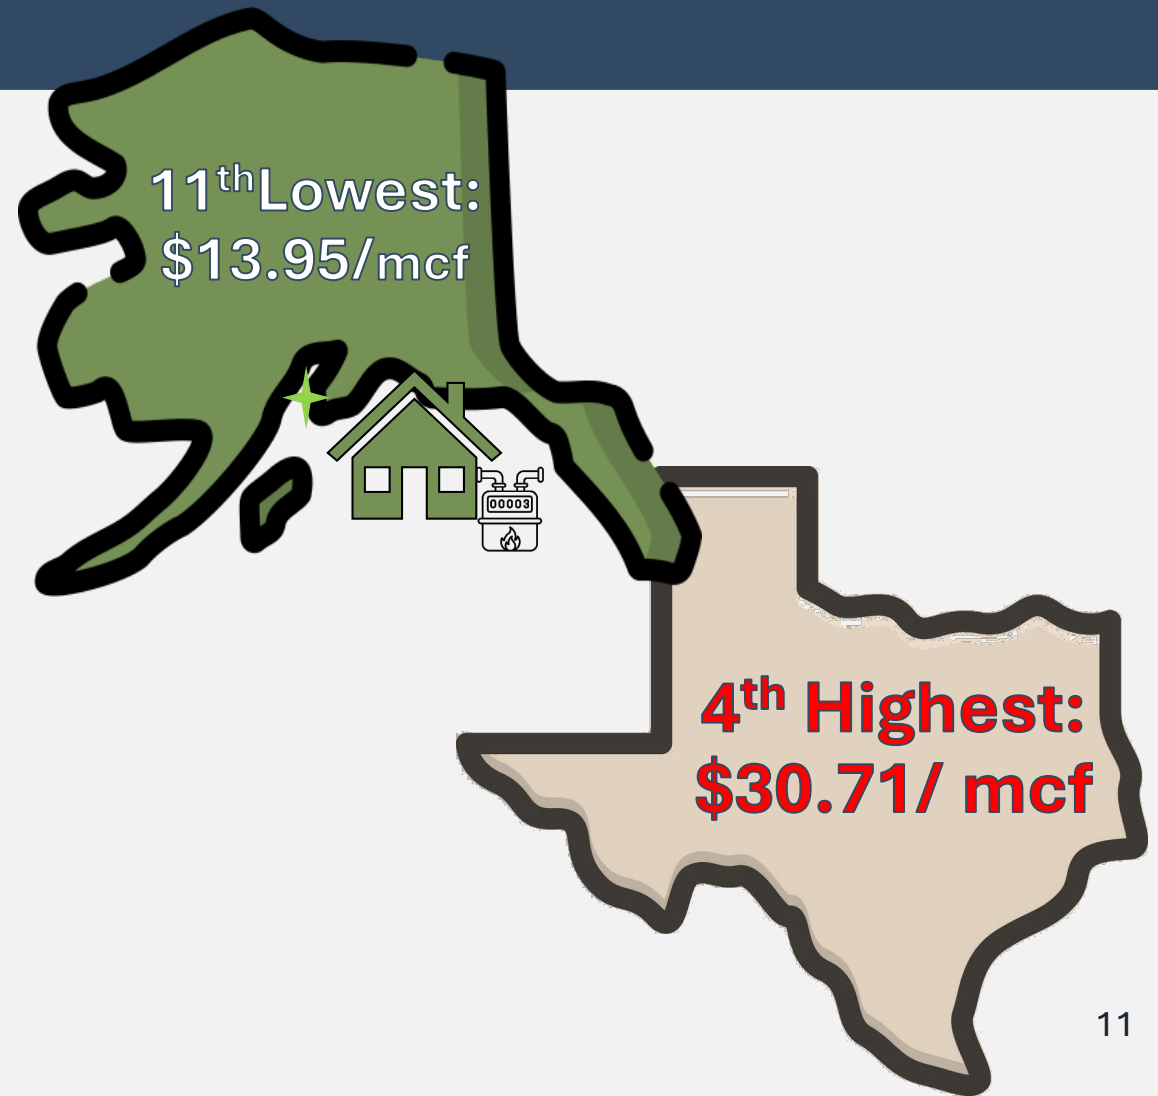 11thLowest:
$13.95/mcf
00003
4th Highest:
$30.71/ mcf
11